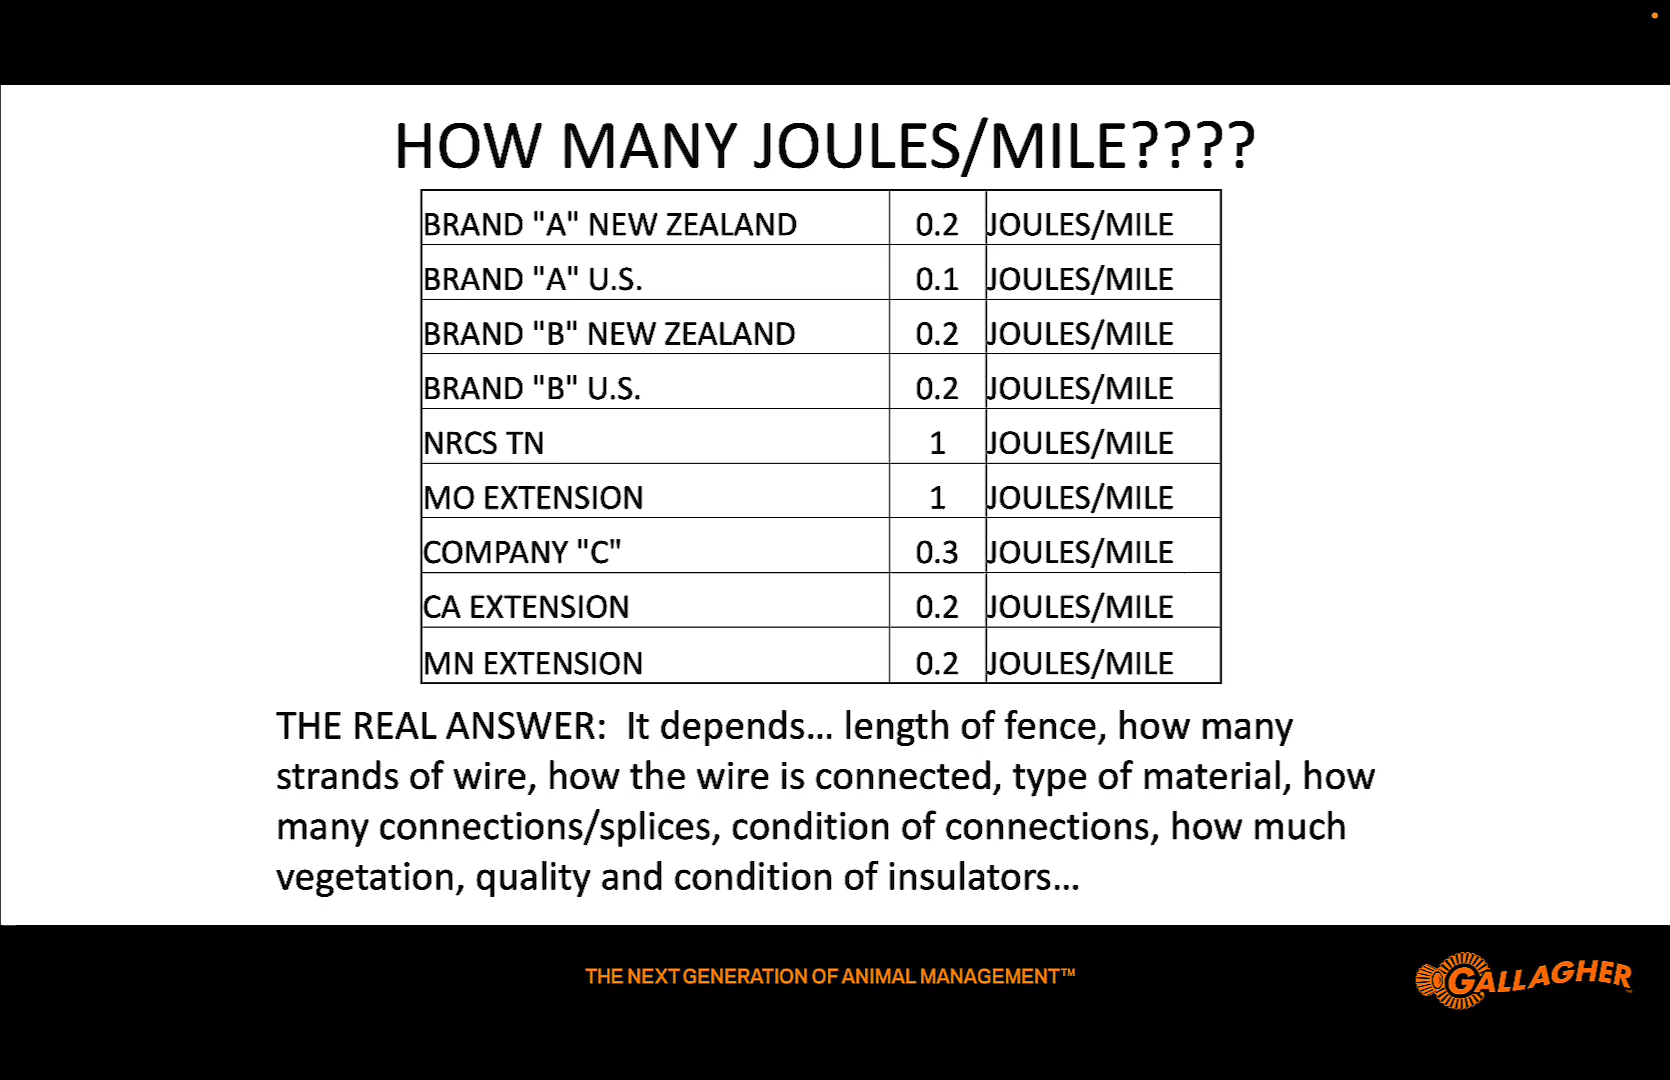 HOW MANY JOULES/MILE????
BRAND "A" NEW ZEALAND 0.2 JOULES/MILE
BRAND "A" U.S. 0.1 JOULES/MILE
BRAND "B" NEW ZEALAND 0.2 JOULES/MILE
BRAND "B" U.S. 0.2 JOULES/MILE
NRCS TN 1 JOULES/MILE
MO EXTENSION 1 JOULES/MILE
COMPANY "C" 0.3 JOULES/MILE
CA EXTENSION 0.2 JOULES/MILE
MN EXTENSION 0.2 JOULES/MILE
THE REAL ANSWER: It depends... length of fence, how many
strands of wire, how the wire is connected, type of material, how
many connections/splices, condition of connections, how much
vegetation, quality and condition of insulators...
THE NEXT GENERATION OF ANIMAL MANAGEMENT™
GALLAGHER